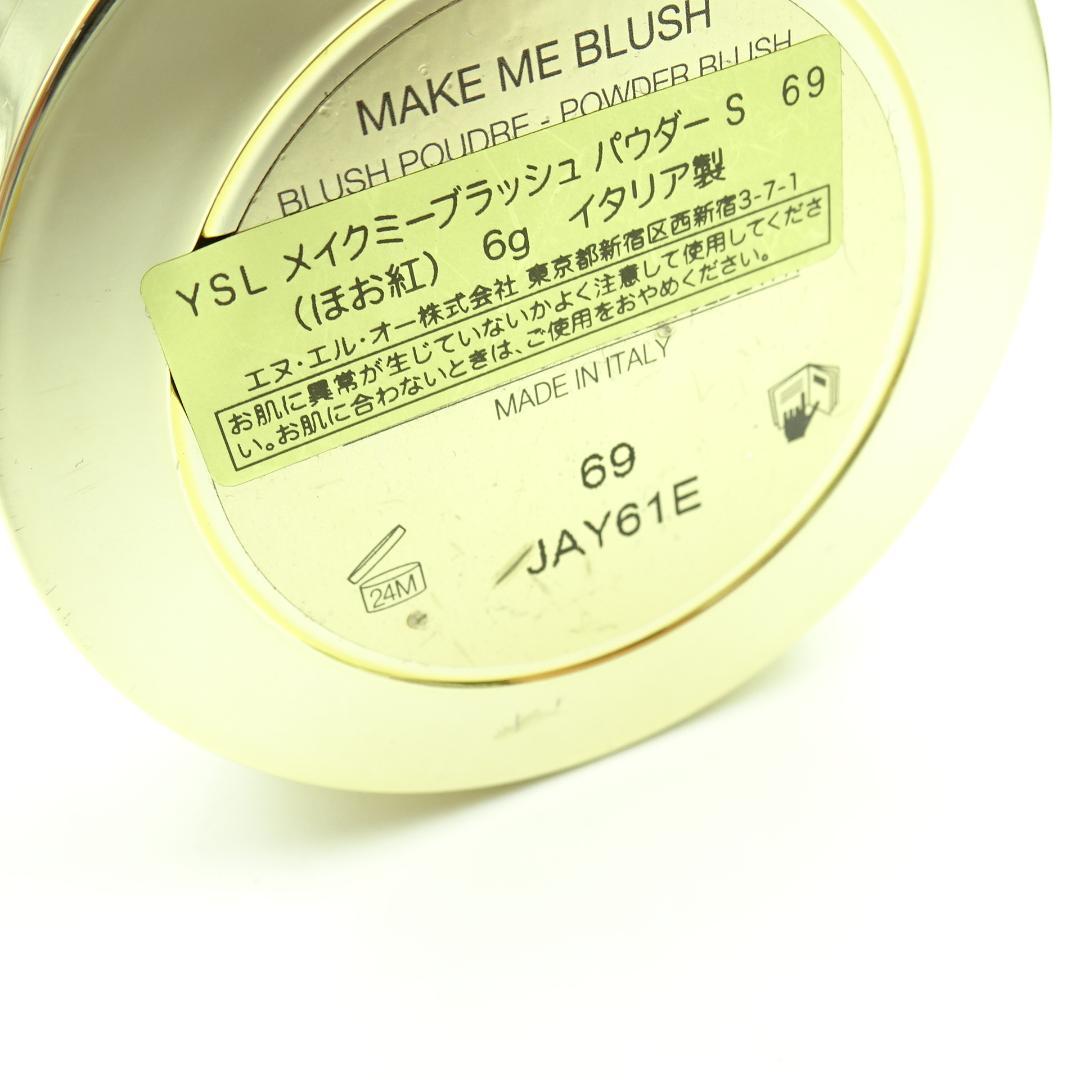 MAKE ME BLUSH
BLUSH POUDRE - POWDER BLUSH
YSL メイクミーブラッシュ パウダー S 69
(ほお紅) 6g イタリア製
エヌ・エル・オー株式会社 東京都新宿区西新宿3-7-1
お肌に異常が生じていないかよく注意して使用してくださ
い。お肌に合わないときは、ご使用をおやめください。
MADE IN ITALY
69
JAY61E
24M